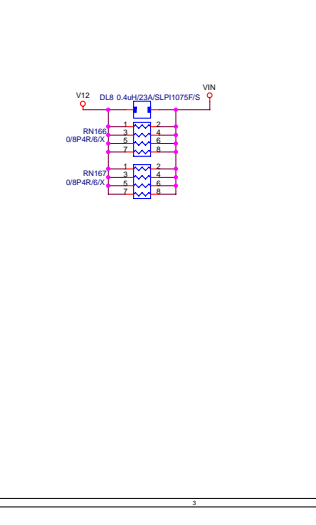 V12
DL8 0.4uH/23A/SLPI1075F/S
VIN
RN166
0/8P4R/6/X
1 2
3 4
5 6
7 8
RN167
0/8P4R/6/X
1 2
3 4
5 6
7 8
3